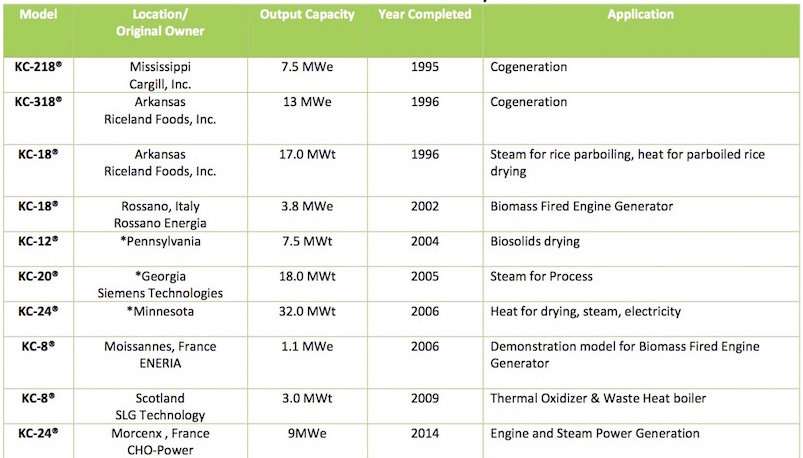 Model Location/ Output Capacity Year Completed Application
Original Owner
KC-218® Mississippi 7.5 MWe 1995 Cogeneration
Cargill, Inc.
KC-318® Arkansas 13 MWe 1996 Cogeneration
Riceland Foods, Inc.
KC-18® Arkansas 17.0 MWt 1996 Steam for rice parboiling, heat for parboiled rice
Riceland Foods, Inc. drying
KC-18® Rossano, Italy 3.8 MWe 2002 Biomass Fired Engine Generator
Rossano Energia
KC-12® *Pennsylvania 7.5 MWt 2004 Biosolids drying
KC-20® *Georgia 18.0 MWt 2005 Steam for Process
Siemens Technologies
KC-24® *Minnesota 32.0 MWt 2006 Heat for drying, steam, electricity
KC-8® Moissannes, France 1.1 MWe 2006 Demonstration model for Biomass Fired Engine
ENERIA Generator
KC-8® Scotland 3.0 MWt 2009 Thermal Oxidizer & Waste Heat boiler
SLG Technology
KC-24® Morcenx , France 9MWe 2014 Engine and Steam Power Generation
CHO-Power